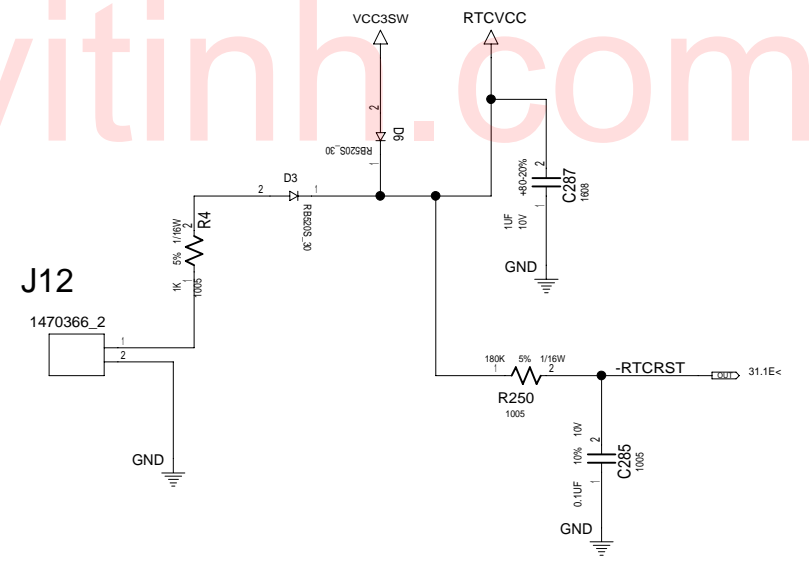 vitinh.com
VCC3SW
RTCVCC
2
D6
RB520S_30
1
D3
2
1
RB520S_30
+80-20%
2
C287
1608
1UF
10V
1
GND
5%
1/16W
2
R4
1K
1
1005
J12
1470366_2
1
2
GND
180K
5%
1/16W
1
2
R250
1005
-RTCRST
OUT
31.1E<
10%
10V
2
C285
1005
0.1UF
1
GND